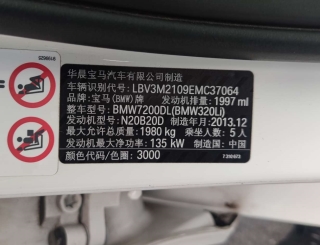 华晨宝马汽车有限公司制造
车辆识别代号: LBV3M2109EMC37064
品牌: 宝马(BMW)牌 发动机排量: 1997 ml
整车型号: BMW7200DL(BMW320Li)
发动机型号: N20B20D 制造年月: 2013.12
最大允许总质量: 1980 kg 乘坐人数: 5 人
发动机最大净功率: 135 kW 制造国: 中国
颜色代码/色圈: 3000